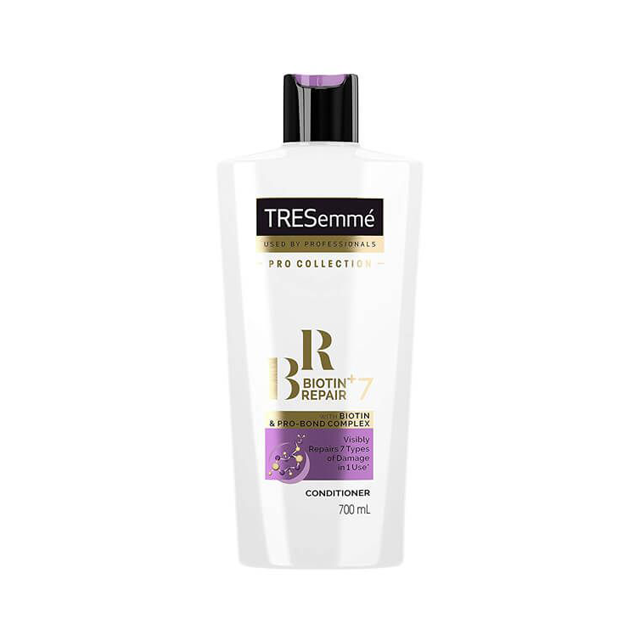 TRESemmé
USED BY PROFESSIONALS
PRO COLLECTION
BR
BIOTIN+7
REPAIR
with BIOTIN
& PRO-BOND COMPLEX
Visibly
Repairs 7 Types
of Damage
in 1 Use*
CONDITIONER
700 mL